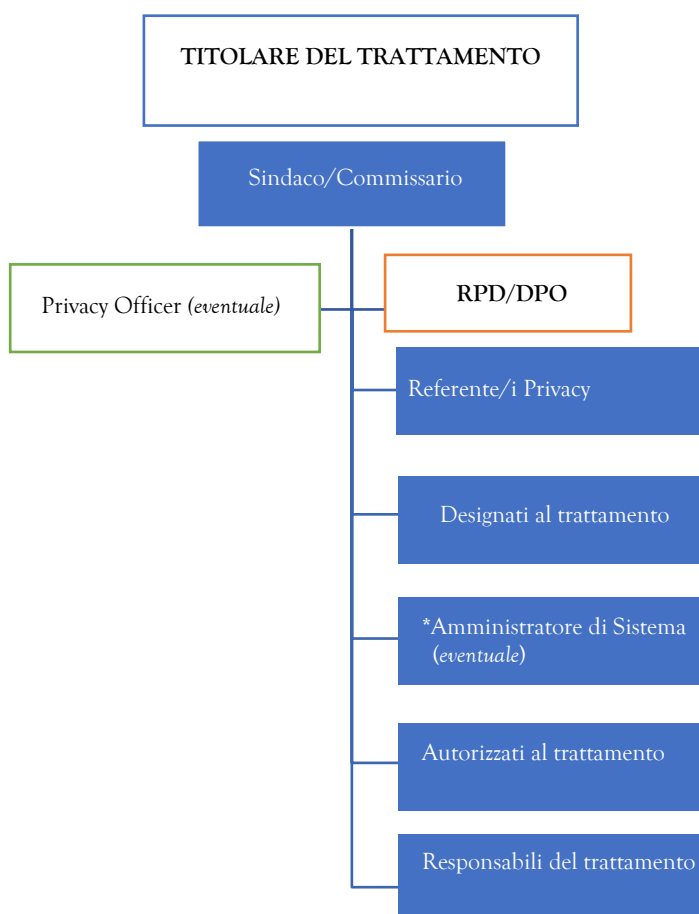 TITOLARE DEL TRATTAMENTO
Sindaco/Commissario
Privacy Officer (eventuale)
RPD/DPO
Referente/i Privacy
Designati al trattamento
*Amministratore di Sistema
(eventuale)
Autorizzati al trattamento
Responsabili del trattamento